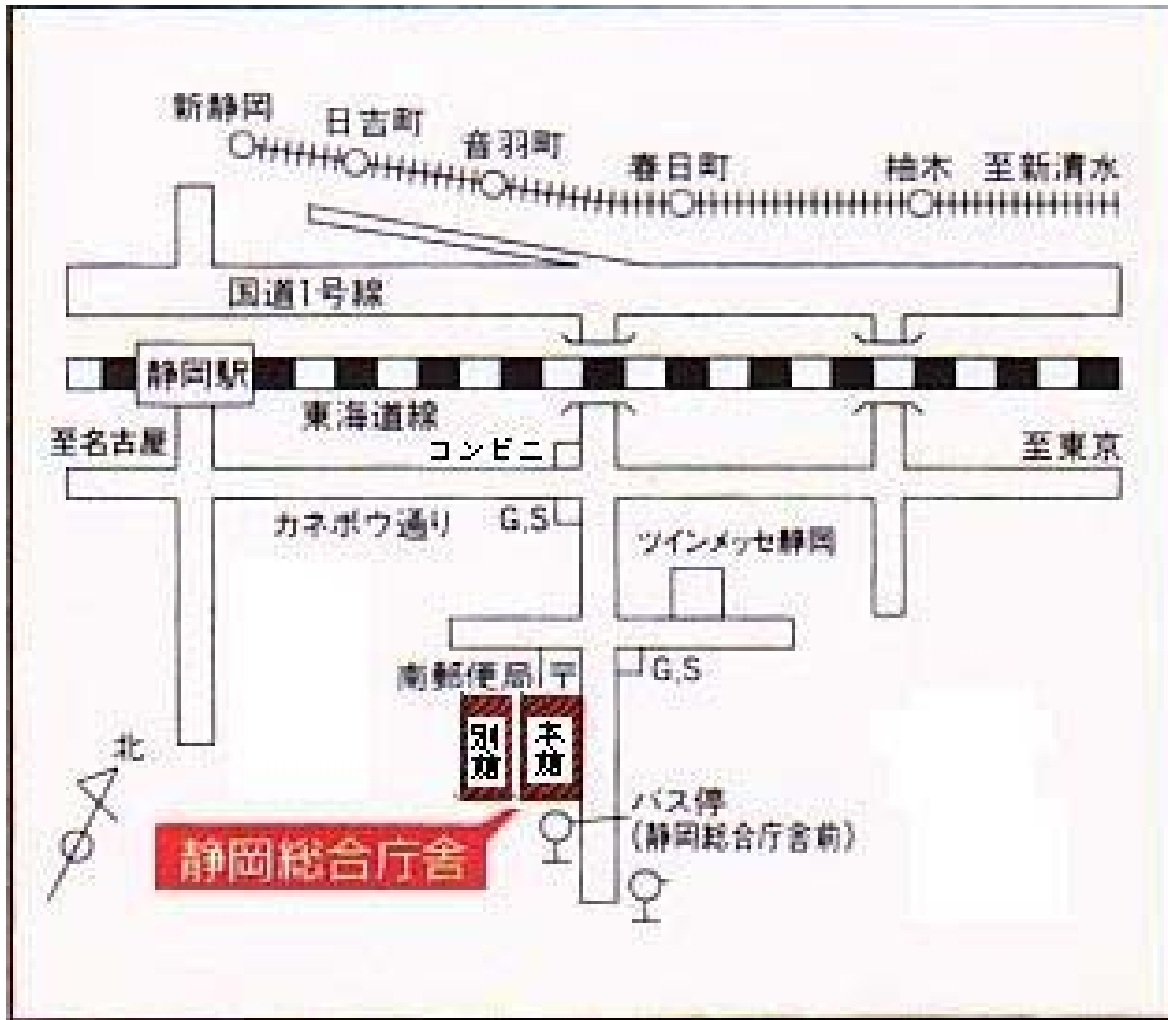 新静岡
日吉町
音羽町
春日町
柚木
至新清水
国道1号線
静岡駅
東海道線
至名古屋
コンビニ
至東京
カネボウ通り
G,S
ツインメッセ静岡
南郵便局 〒
G,S
別館
本館
北
バス停
(静岡総合庁舎前)
静岡総合庁舎